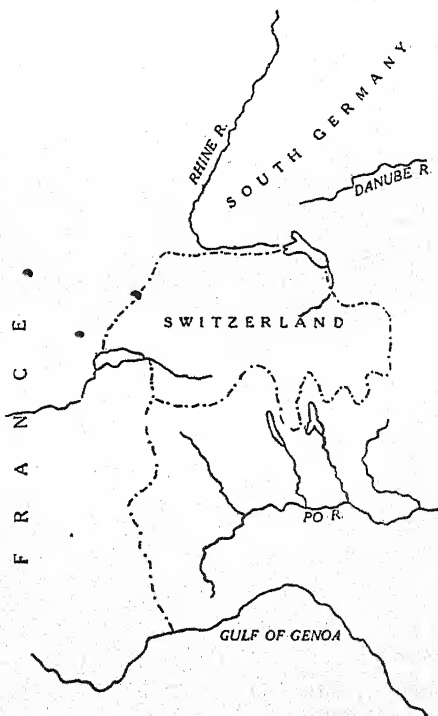 RHINE R.
SOUTH GERMANY
DANUBE R.
SWITZERLAND
FRANCE
PO R.
GULF OF GENOA